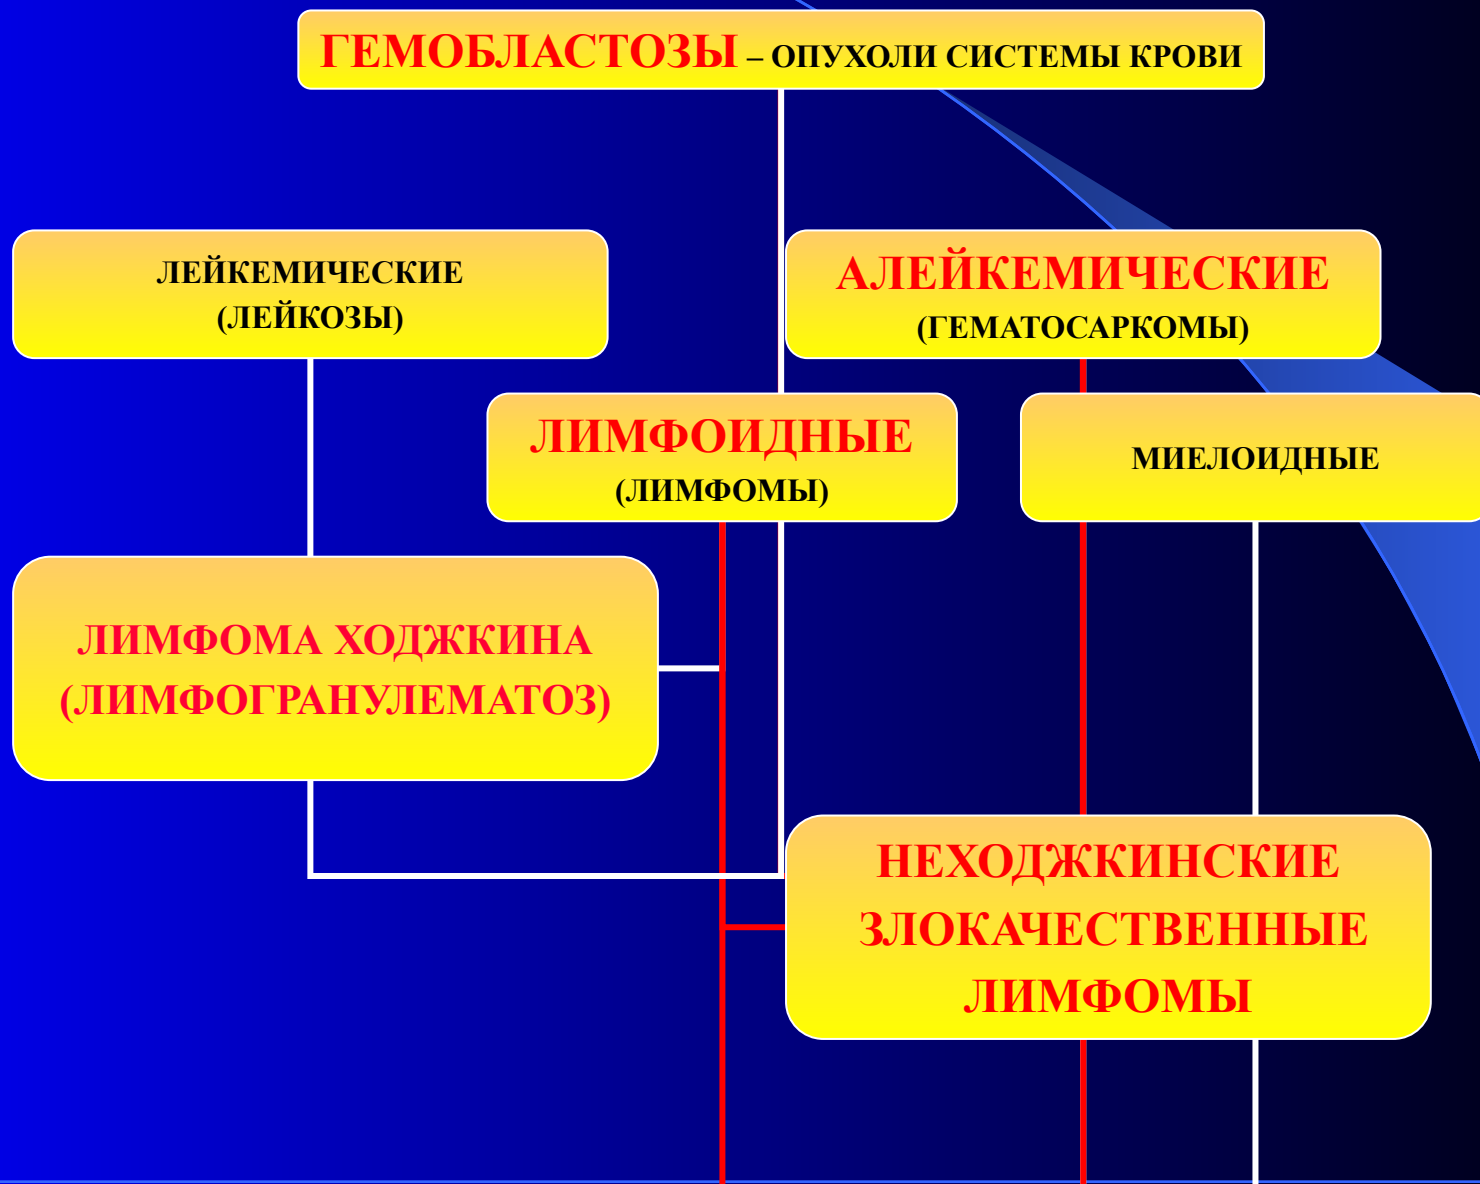 ГЕМОБЛАСТОЗЫ – ОПУХОЛИ СИСТЕМЫ КРОВИ
ЛЕЙКЕМИЧЕСКИЕ
(ЛЕЙКОЗЫ)
АЛЕЙКЕМИЧЕСКИЕ
(ГЕМАТОСАРКОМЫ)
ЛИМФОИДНЫЕ
(ЛИМФОМЫ)
МИЕЛОИДНЫЕ
ЛИМФОМА ХОДЖКИНА
(ЛИМФОГРАНУЛЕМАТОЗ)
НЕХОДЖКИНСКИЕ
ЗЛОКАЧЕСТВЕННЫЕ
ЛИМФОМЫ